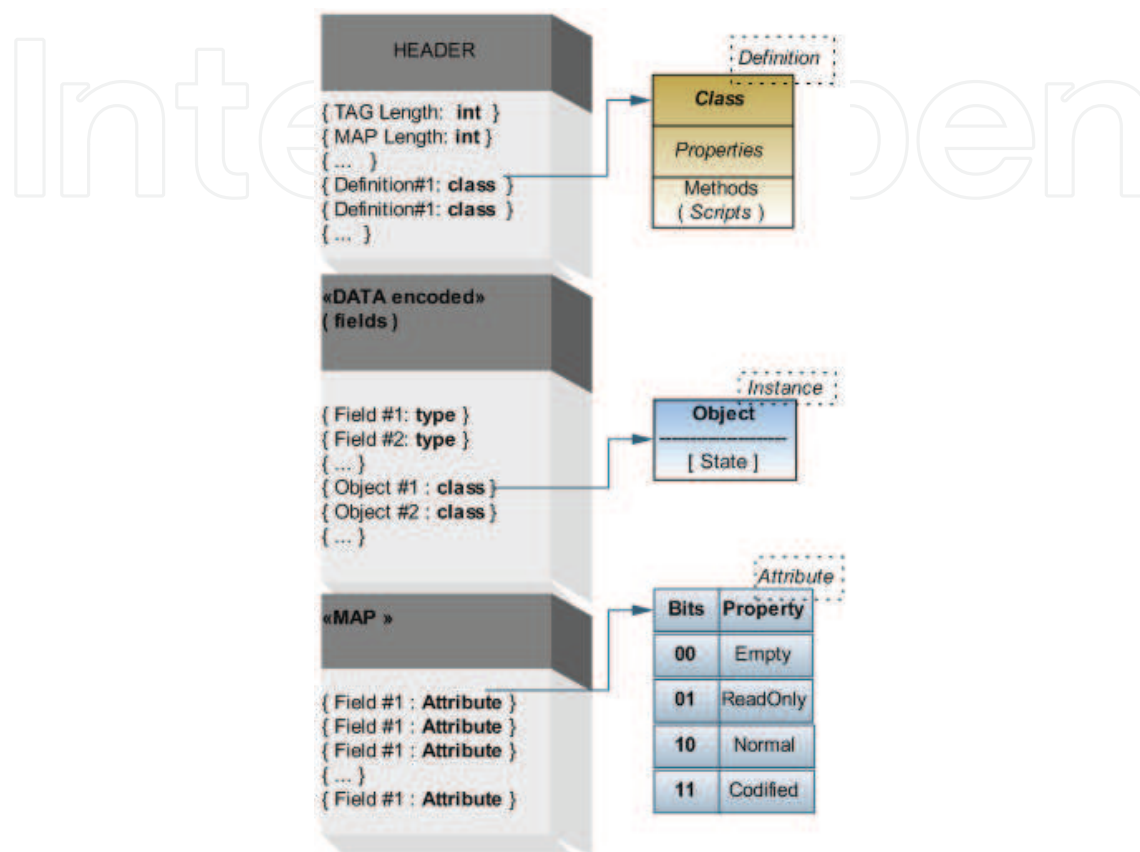 HEADER
{ TAG Length: int }
{ MAP Length: int }
{ ... }
{ Definition#1: class }
{ Definition#1: class }
{ ... }
Definition
Class
Properties
Methods
( Scripts )
«DATA encoded»
( fields )
{ Field #1: type }
{ Field #2: type }
{ ... }
{ Object #1 : class }
{ Object #2 : class }
{ ... }
Instance
Object
[ State ]
«MAP »
{ Field #1 : Attribute }
{ Field #1 : Attribute }
{ Field #1 : Attribute }
{ ... }
{ Field #1 : Attribute }
Attribute
Bits Property
00 Empty
01 ReadOnly
10 Normal
11 Codified